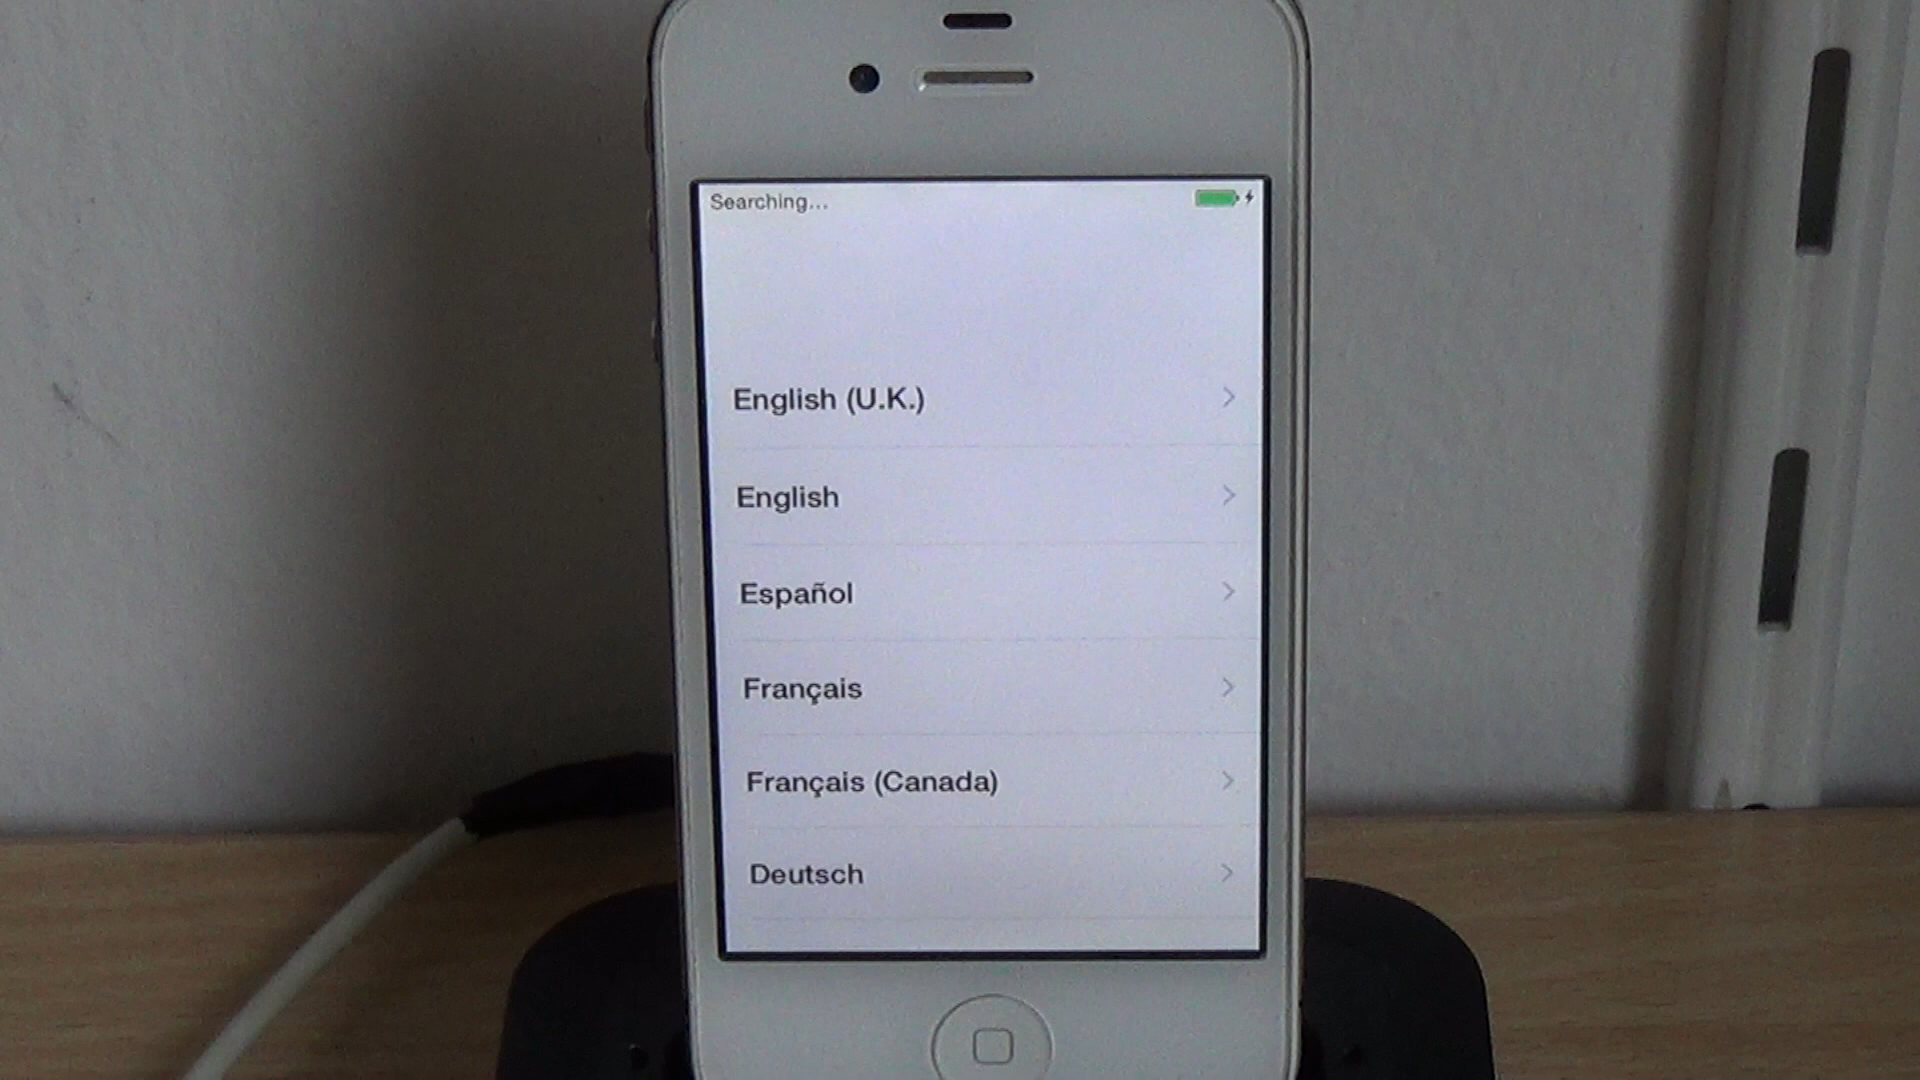 Searching...
English (U.K.)
English
Español
Français
Français (Canada)
Deutsch